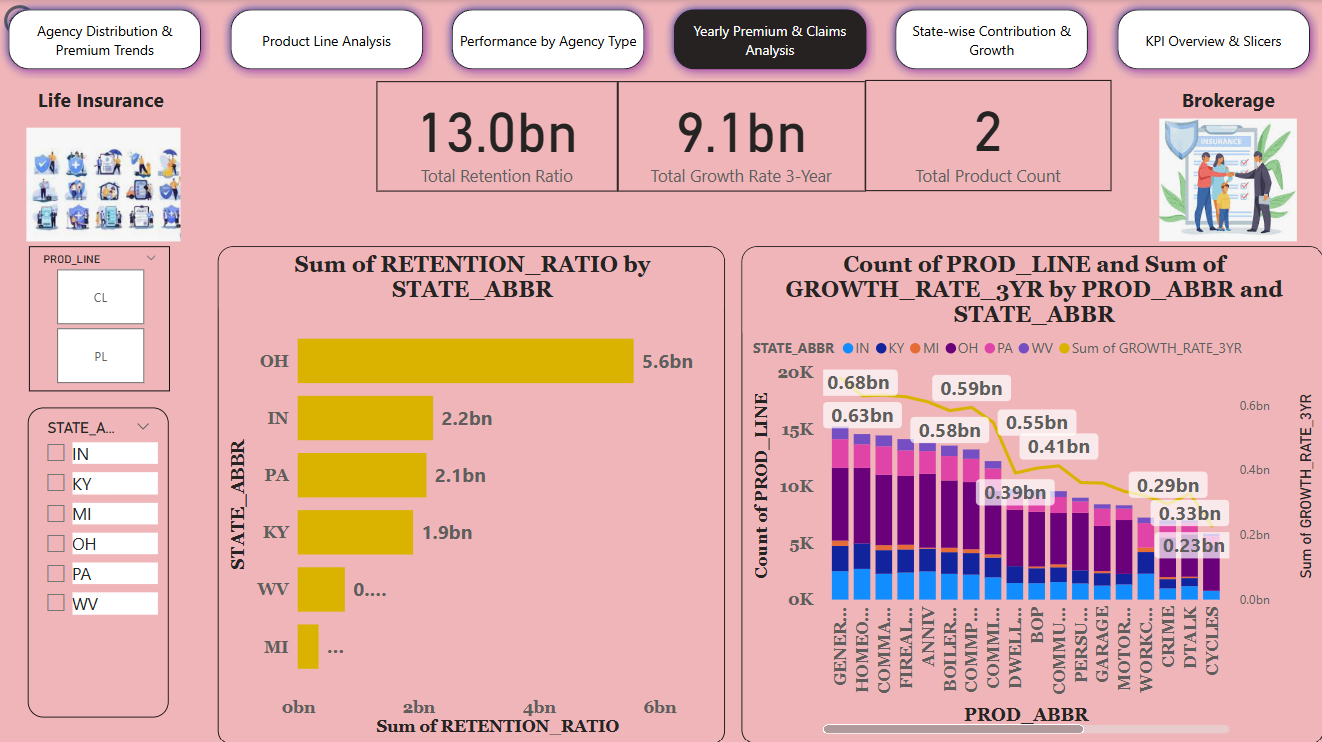 Agency Distribution &
Premium Trends
Product Line Analysis
Performance by Agency Type
Yearly Premium & Claims
Analysis
State-wise Contribution &
Growth
KPI Overview & Slicers
Life Insurance
13.0bn
Total Retention Ratio
9.1bn
Total Growth Rate 3-Year
2
Total Product Count
Brokerage
INSURANCE
PROD_LINE
CL
PL
STATE_A...
IN
KY
MI
OH
PA
WV
Sum of RETENTION_RATIO by
STATE_ABBR
STATE_ABBR
OH
5.6bn
IN
2.2bn
PA
2.1bn
KY
1.9bn
WV
0....
MI
...
0bn
2bn
4bn
6bn
Sum of RETENTION_RATIO
Count of PROD_LINE and Sum of
GROWTH_RATE_3YR by PROD_ABBR and
STATE_ABBR
STATE_ABBR
IN
KY
MI
OH
PA
WV
Sum of GROWTH_RATE_3YR
Count of PROD_LINE
20K
15K
10K
5K
0K
0.68bn
0.63bn
0.58bn
0.59bn
0.55bn
0.41bn
0.39bn
0.29bn
0.33bn
0.23bn
0.6bn
0.4bn
0.2bn
0.0bn
Sum of GROWTH_RATE_3YR
GENER...
HOMEO...
COMMA...
FIREAL...
ANNIV
BOILER...
COMMP...
COMMI...
DWELL...
BOP
COMMU...
PERSU...
GARAGE
MOTOR...
WORKC...
CRIME
DTALK
CYCLES
PROD_ABBR